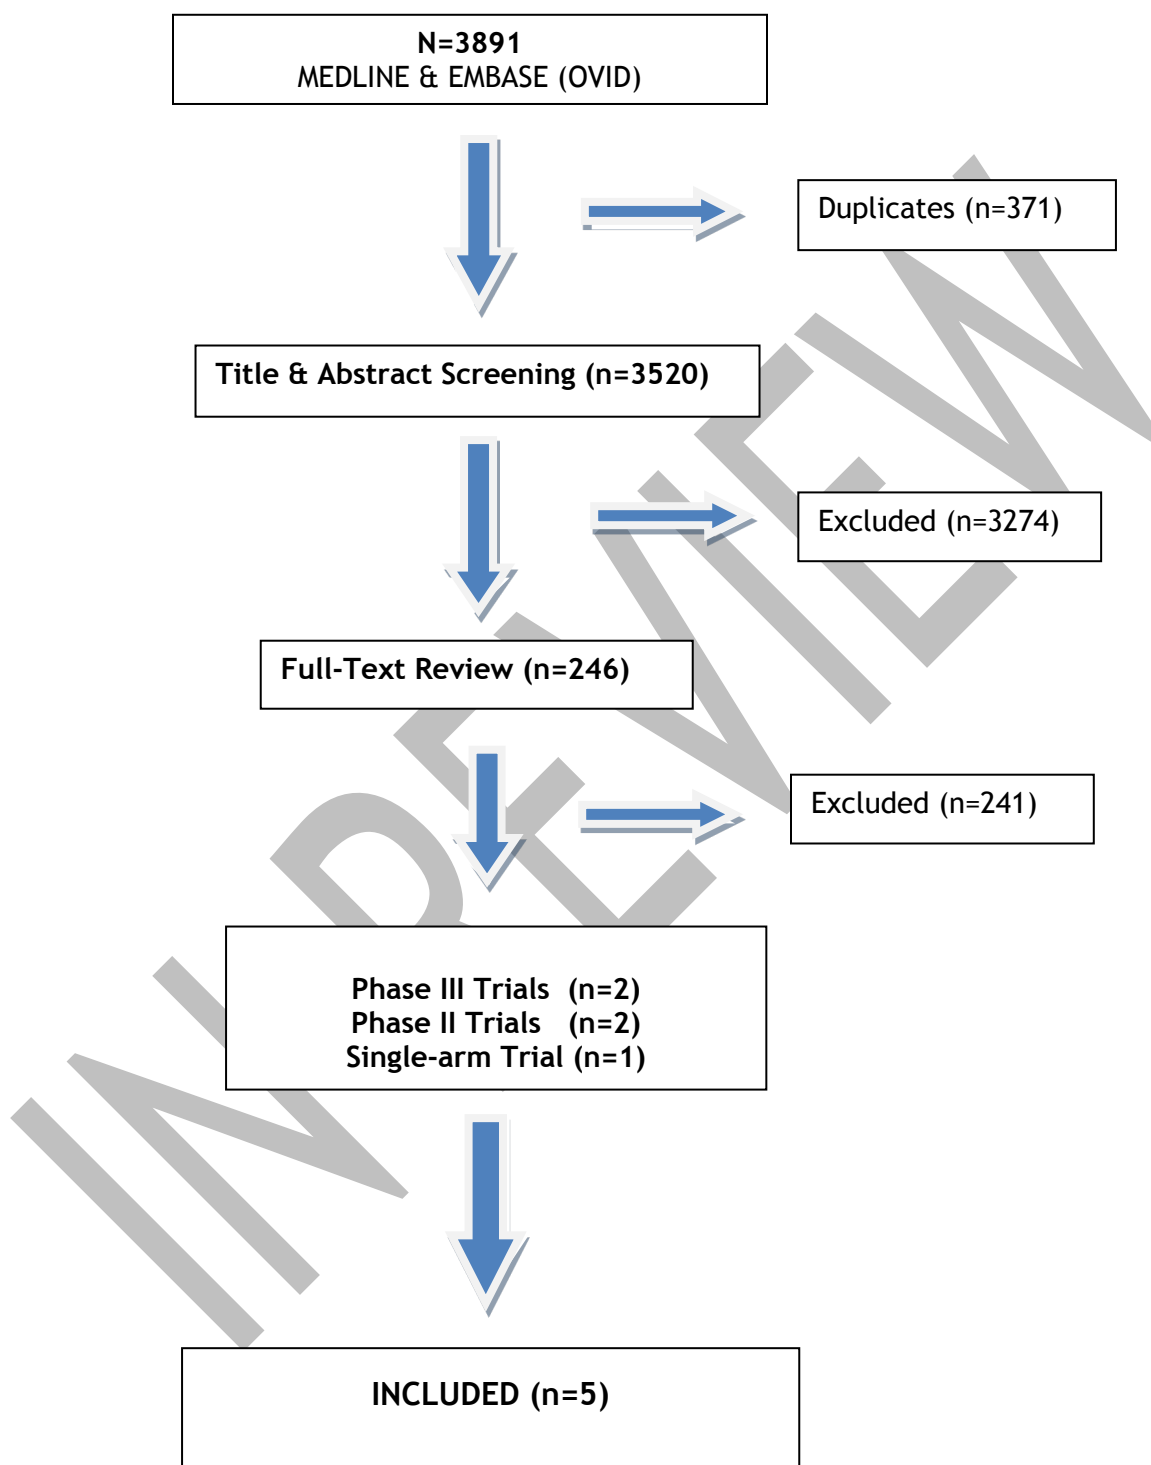 N=3891
MEDLINE & EMBASE (OVID)
Duplicates (n=371)
Title & Abstract Screening (n=3520)
Excluded (n=3274)
Full-Text Review (n=246)
Excluded (n=241)
Phase III Trials (n=2)
Phase II Trials (n=2)
Single-arm Trial (n=1)
INCLUDED (n=5)
IN REVIEW